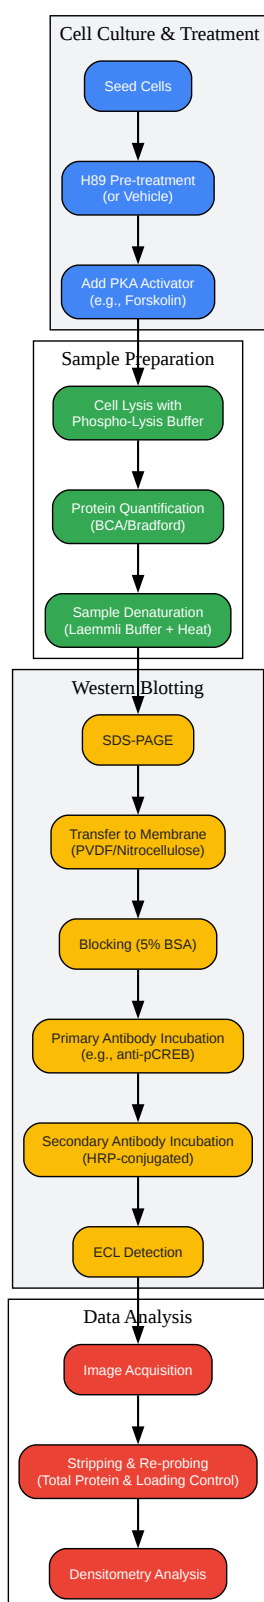 Cell Culture & Treatment
Seed Cells
H89 Pre-treatment
(or Vehicle)
Add PKA Activator
(e.g., Forskolin)
Sample Preparation
Cell Lysis with
Phospho-Lysis Buffer
Protein Quantification
(BCA/Bradford)
Sample Denaturation
(Laemmli Buffer + Heat)
Western Blotting
SDS-PAGE
Transfer to Membrane
(PVDF/Nitrocellulose)
Blocking (5% BSA)
Primary Antibody Incubation
(e.g., anti-pCREB)
Secondary Antibody Incubation
(HRP-conjugated)
ECL Detection
Data Analysis
Image Acquisition
Stripping & Re-probing
(Total Protein & Loading Control)
Densitometry Analysis